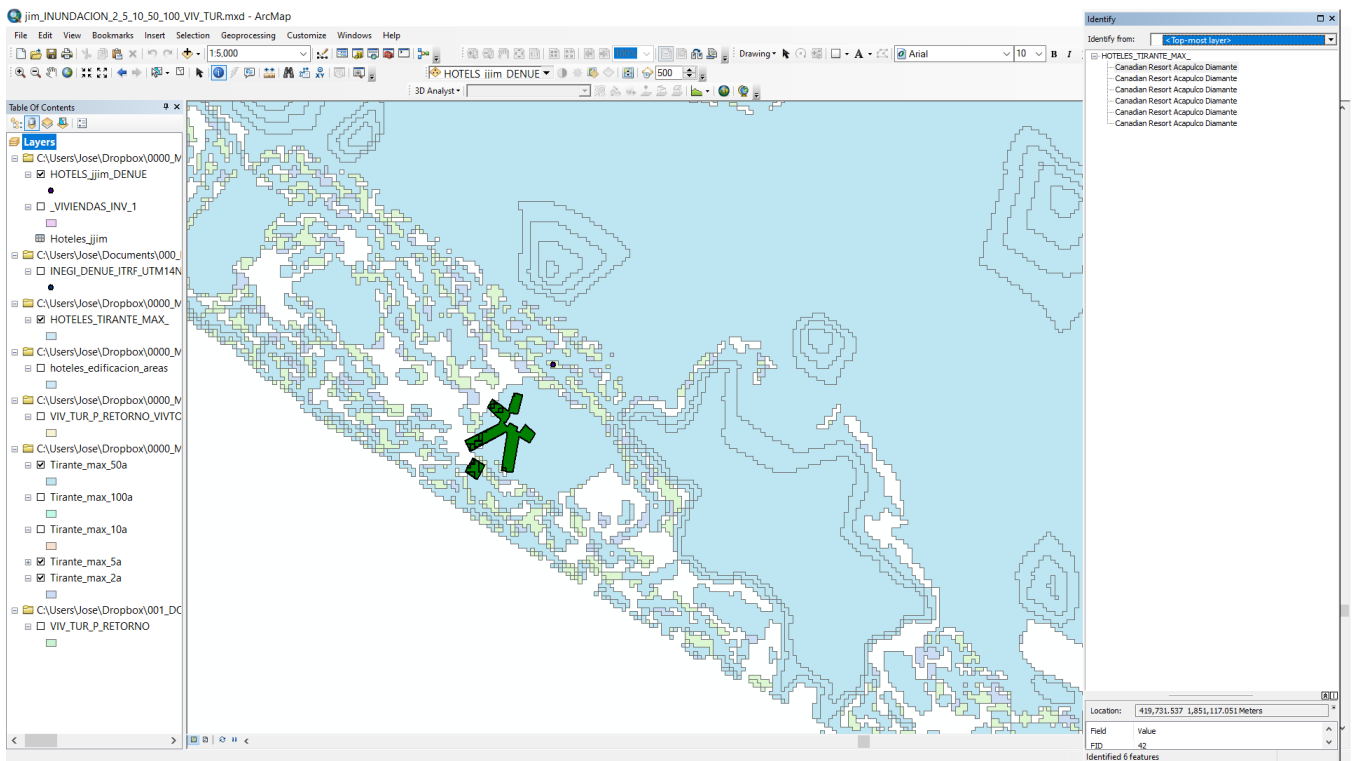 jim_INUNDACION_2_5_10_50_100_VIV_TUR.mxd - ArcMap
File Edit View Bookmarks Insert Selection Geoprocessing Customize Windows Help
1:5,000
Drawing
Arial
10
B I
HOTELS jjim DENUE
500
3D Analyst
Table Of Contents
Layers
C:\Users\Jose\Dropbox\0000_M
HOTELS_jjim_DENUE
_VIVIENDAS_INV_1
Hoteles_jjim
C:\Users\Jose\Documents\000_
INEGI_DENUE_ITRF_UTM14N
C:\Users\Jose\Dropbox\0000_M
HOTELES_TIRANTE_MAX_
C:\Users\Jose\Dropbox\0000_M
hoteles_edificacion_areas
C:\Users\Jose\Dropbox\0000_M
VIV_TUR_P_RETORNO_VIVTO
C:\Users\Jose\Dropbox\0000_M
Tirante_max_50a
Tirante_max_100a
Tirante_max_10a
Tirante_max_5a
Tirante_max_2a
C:\Users\Jose\Dropbox\001_DO
VIV_TUR_P_RETORNO
Identify
Identify from: <Top-most layer>
HOTELES_TIRANTE_MAX_
Canadian Resort Acapulco Diamante
Canadian Resort Acapulco Diamante
Canadian Resort Acapulco Diamante
Canadian Resort Acapulco Diamante
Canadian Resort Acapulco Diamante
Canadian Resort Acapulco Diamante
Location: 419,731.537 1,851,117.051 Meters
Field Value
FID 42
Identified 6 features